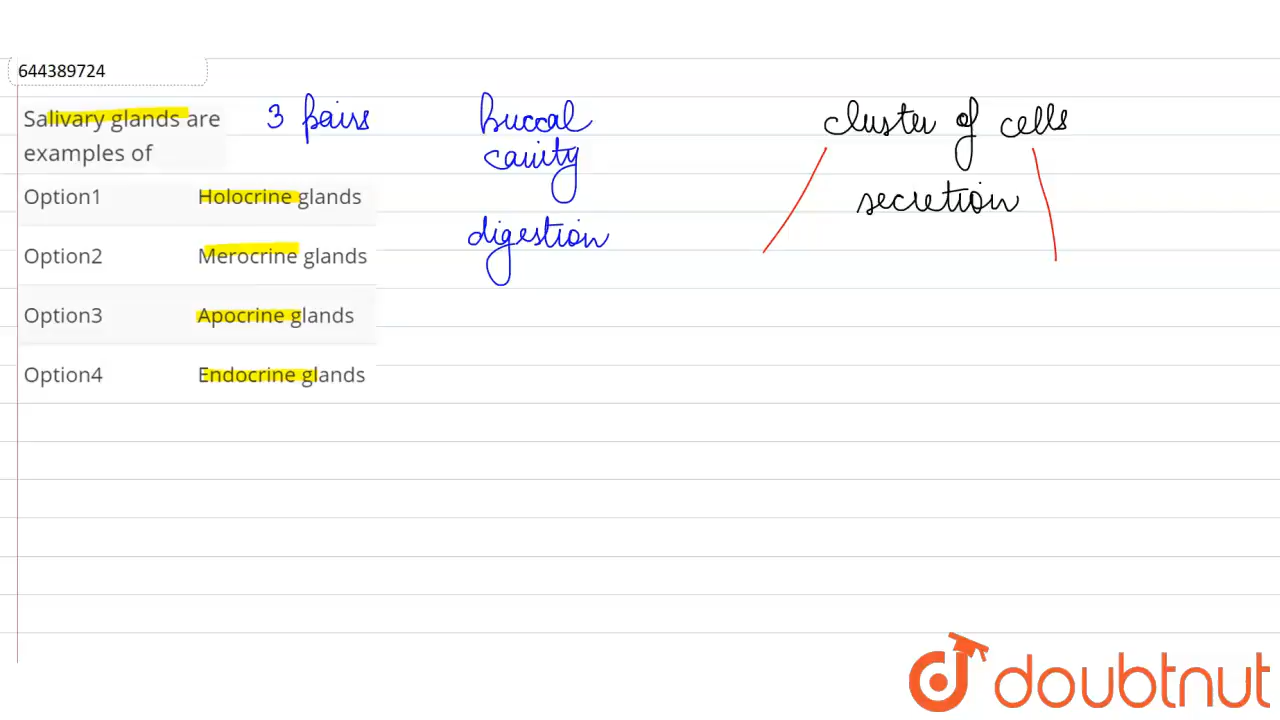 644389724
Salivary glands are
examples of
3 pairs
Buccal
cavity
digestion
cluster of cells
secretion
Option1 Holocrine glands
Option2 Merocrine glands
Option3 Apocrine glands
Option4 Endocrine glands
doubtnut